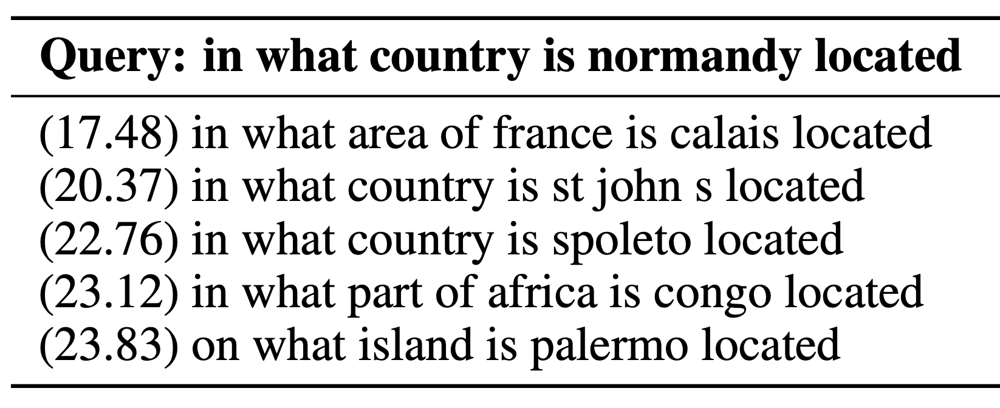 Query: in what country is normandy located
(17.48) in what area of france is calais located
(20.37) in what country is st john s located
(22.76) in what country is spoleto located
(23.12) in what part of africa is congo located
(23.83) on what island is palermo located